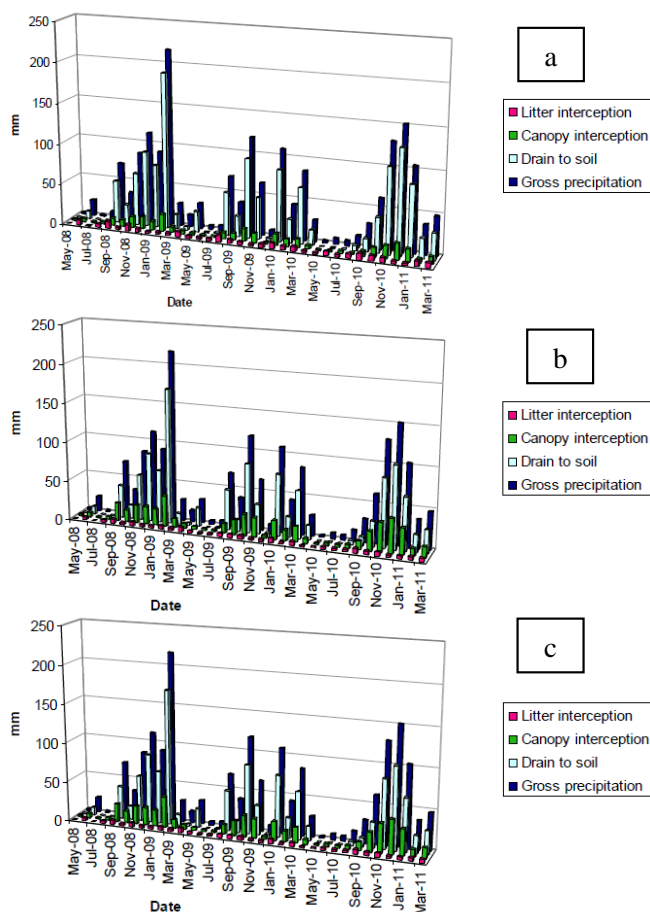 250
200
150
100
50
0
mm
May-08
Jul-08
Sep-08
Nov-08
Jan-09
Mar-09
May-09
Jul-09
Sep-09
Nov-09
Jan-10
Mar-10
May-10
Jul-10
Sep-10
Nov-10
Jan-11
Mar-11
Date
a
Litter interception
Canopy interception
Drain to soil
Gross precipitation
250
200
150
100
50
0
mm
May-08
Jul-08
Sep-08
Nov-08
Jan-09
Mar-09
May-09
Jul-09
Sep-09
Nov-09
Jan-10
Mar-10
May-10
Jul-10
Sep-10
Nov-10
Jan-11
Mar-11
Date
b
Litter interception
Canopy interception
Drain to soil
Gross precipitation
250
200
150
100
50
0
mm
May-08
Jul-08
Sep-08
Nov-08
Jan-09
Mar-09
May-09
Jul-09
Sep-09
Nov-09
Jan-10
Mar-10
May-10
Jul-10
Sep-10
Nov-10
Jan-11
Mar-11
Date
c
Litter interception
Canopy interception
Drain to soil
Gross precipitation